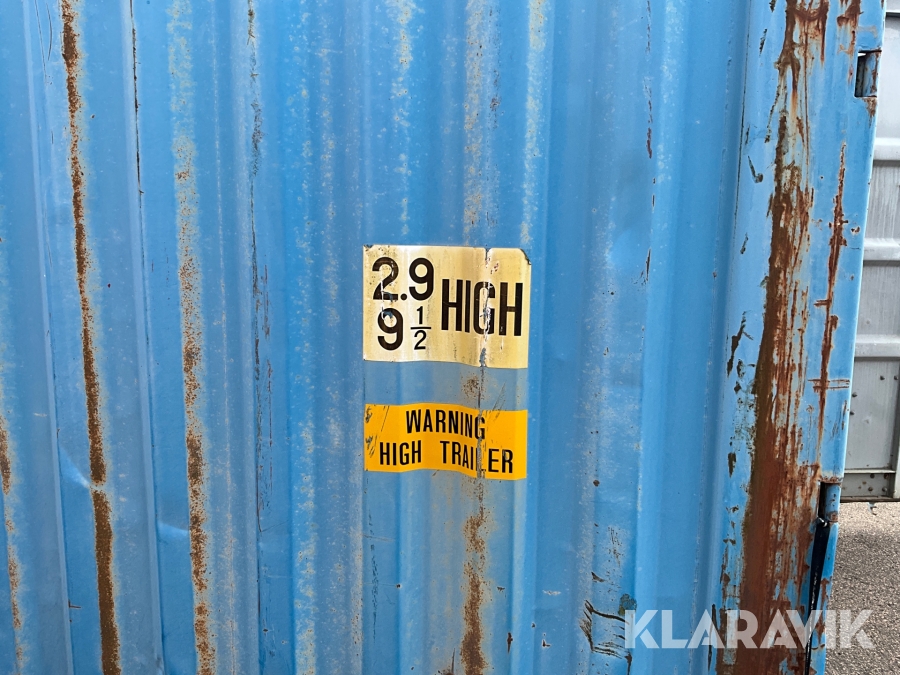 2.9
9 1/2 HIGH
WARNING
HIGH TRAILER
KLARAVIK